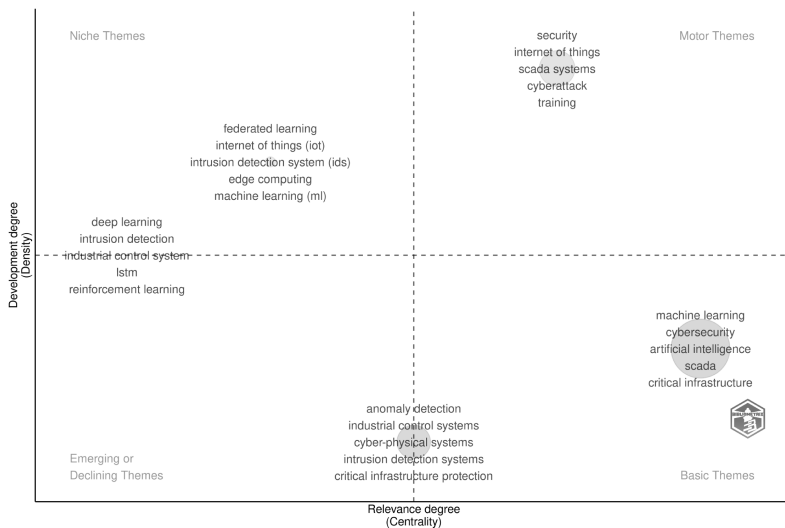 Niche Themes
Motor Themes
security
internet of things
scada systems
cyberattack
training
federated learning
internet of things (iot)
intrusion detection system (ids)
edge computing
machine learning (ml)
deep learning
intrusion detection
industrial control system
lstm
reinforcement learning
machine learning
cybersecurity
artificial intelligence
scada
critical infrastructure
anomaly detection
industrial control systems
cyber-physical systems
intrusion detection systems
critical infrastructure protection
Emerging or
Declining Themes
Basic Themes
Development degree
(Density)
Relevance degree
(Centrality)